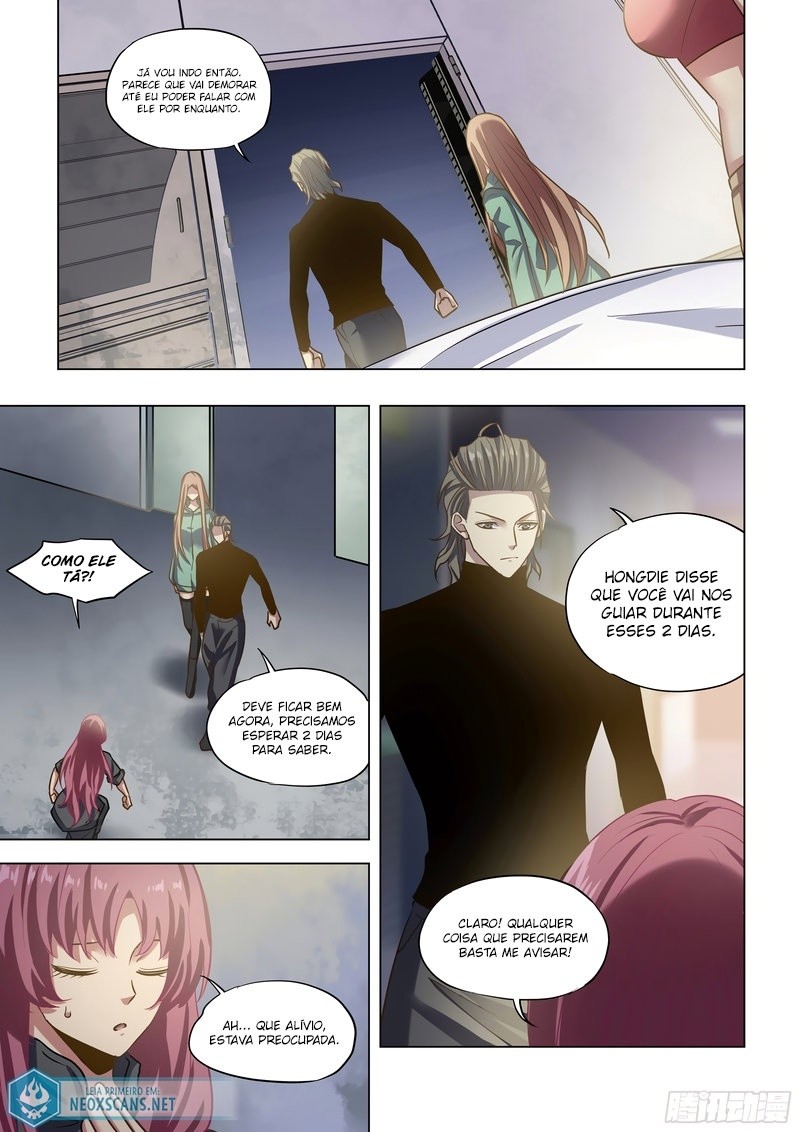 JÁ VOU INDO ENTÃO.
PARECE QUE VAI DEMORAR
ATÉ EU PODER FALAR COM
ELE POR ENQUANTO.
COMO ELE
TÁ?!
DEVE FICAR BEM
AGORA, PRECISAMOS
ESPERAR 2 DIAS
PARA SABER.
AH... QUE ALÍVIO,
ESTAVA PREOCUPADA.
HONGDIE DISSE
QUE VOCÊ VAI NOS
GUIAR DURANTE
ESSES 2 DIAS.
CLARO! QUALQUER
COISA QUE PRECISAREM
BASTA ME AVISAR!
LEIA PRIMEIRO EM:
NEOXSCANS.NET
腾讯动漫